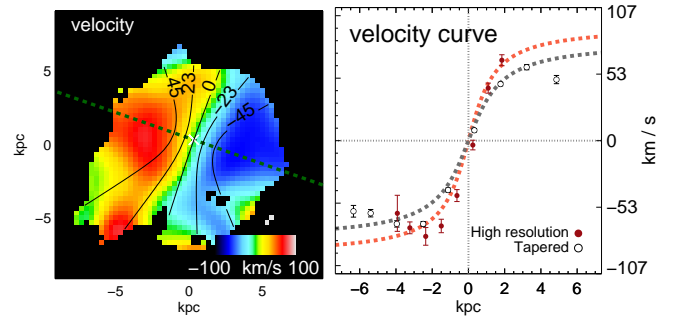 velocity
5
0
−5
kpc
45
23
0
−23
−45
−100 km/s 100
−5 0 5
kpc
velocity curve
107
53
0
−53
−107
km / s
High resolution
Tapered
−6 −4 −2 0 2 4 6
kpc